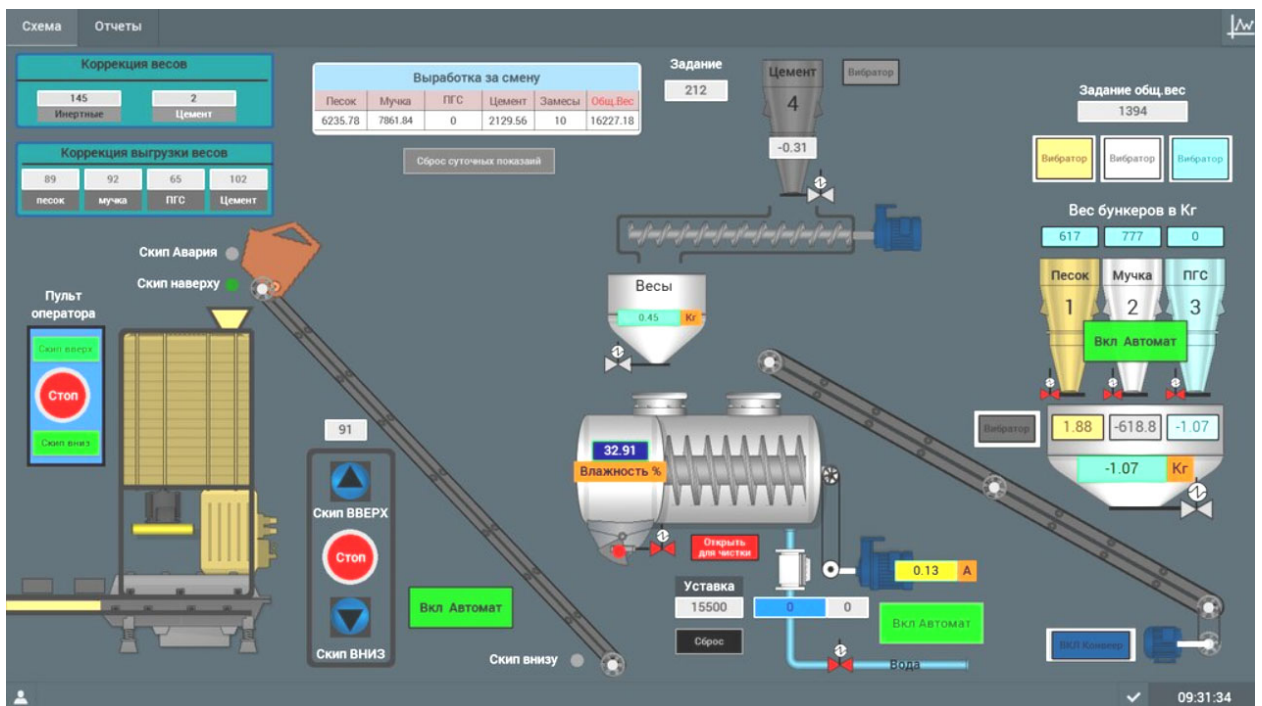 Схема Отчеты
Коррекция весов
145 2
Инертные Цемент
Коррекция выгрузки весов
89 92 65 102
песок мучка ПГС Цемент
Выработка за смену
Песок Мучка ПГС Цемент Замесы Общ.Вес
6235.78 7861.84 0 2129.56 10 16227.18
Сброс суточных показаий
Задание
212
Цемент
4
-0.31
Вибратор
Задание общ.вес
1394
Вибратор Вибратор Вибратор
Вес бункеров в Кг
617 777 0
Песок Мучка ПГС
1 2 3
Вкл Автомат
Вибратор
1.88 -618.8 -1.07
-1.07 Кг
Скип Авария
Скип наверху
Пульт
оператора
Скип вверх
Стоп
Скип вниз
Весы
0.45 Кг
91
Скип ВВЕРХ
Стоп
Скип ВНИЗ
Вкл Автомат
Скип внизу
32.91
Влажность %
Открыть
для чистки
Уставка
15500
Сброс
0 0
0.13 А
Вкл Автомат
Вода
ВКЛ Конвеер
09:31:34